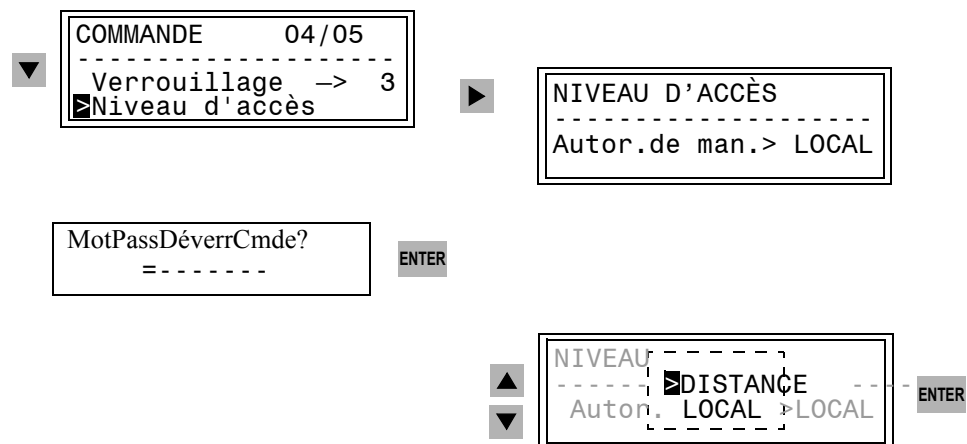 COMMANDE 04/05
---------------------
Verrouillage —> 3
>Niveau d'accès
NIVEAU D'ACCÈS
--------------------
Autor.de man.> LOCAL
MotPassDéverrCmde?
=-------
ENTER
NIVEAU
------ >DISTANCE ----
Autor. LOCAL >LOCAL
ENTER